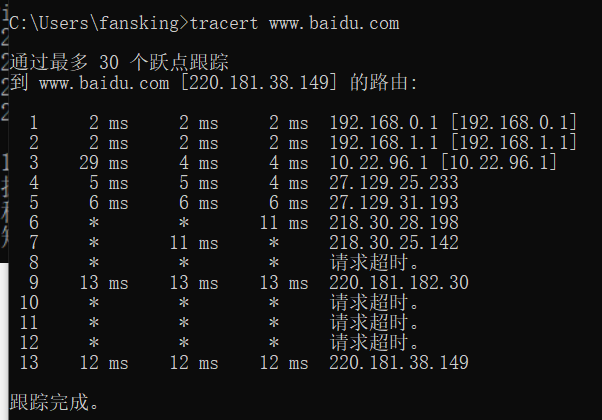 C:\Users\fansking>tracert www.baidu.com
通过最多 30 个跃点跟踪
到 www.baidu.com [220.181.38.149] 的路由:
1 2 ms 2 ms 2 ms 192.168.0.1 [192.168.0.1]
2 2 ms 2 ms 2 ms 192.168.1.1 [192.168.1.1]
3 29 ms 4 ms 4 ms 10.22.96.1 [10.22.96.1]
4 5 ms 5 ms 4 ms 27.129.25.233
5 6 ms 6 ms 6 ms 27.129.31.193
6 * * 11 ms 218.30.28.198
7 * 11 ms * 218.30.25.142
8 * * * 请求超时。
9 13 ms 13 ms 13 ms 220.181.182.30
10 * * * 请求超时。
11 * * * 请求超时。
12 * * * 请求超时。
13 12 ms 12 ms 12 ms 220.181.38.149
跟踪完成。